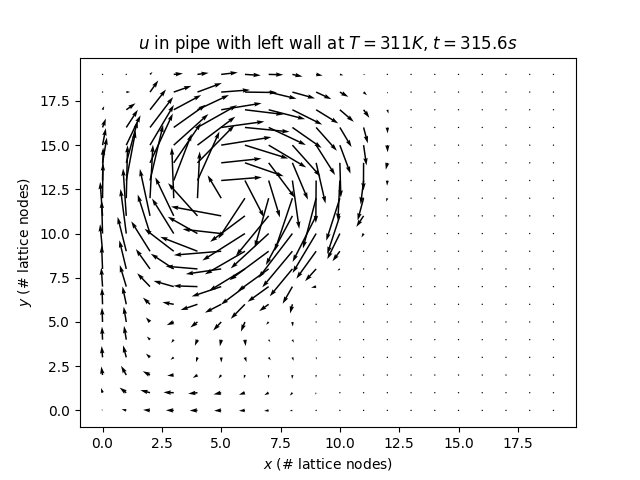 u in pipe with left wall at T = 311K, t = 315.6s
17.5
15.0
12.5
10.0
7.5
5.0
2.5
0.0
y (# lattice nodes)
0.0 2.5 5.0 7.5 10.0 12.5 15.0 17.5
x (# lattice nodes)